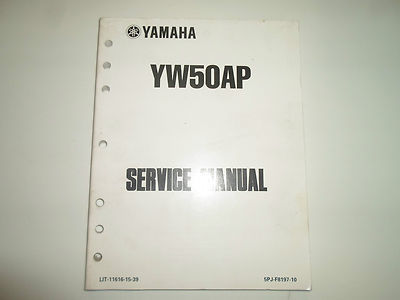 YAMAHA
YW50AP
SERVICE MANUAL
LIT-11616-15-39
5PJ-F8197-10